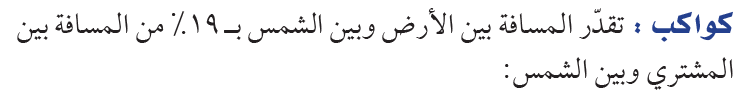 كواكب : تقدّر المسافة بين الأرض وبين الشمس بـ ١٩٪ من المسافة بين
المشتري وبين الشمس: